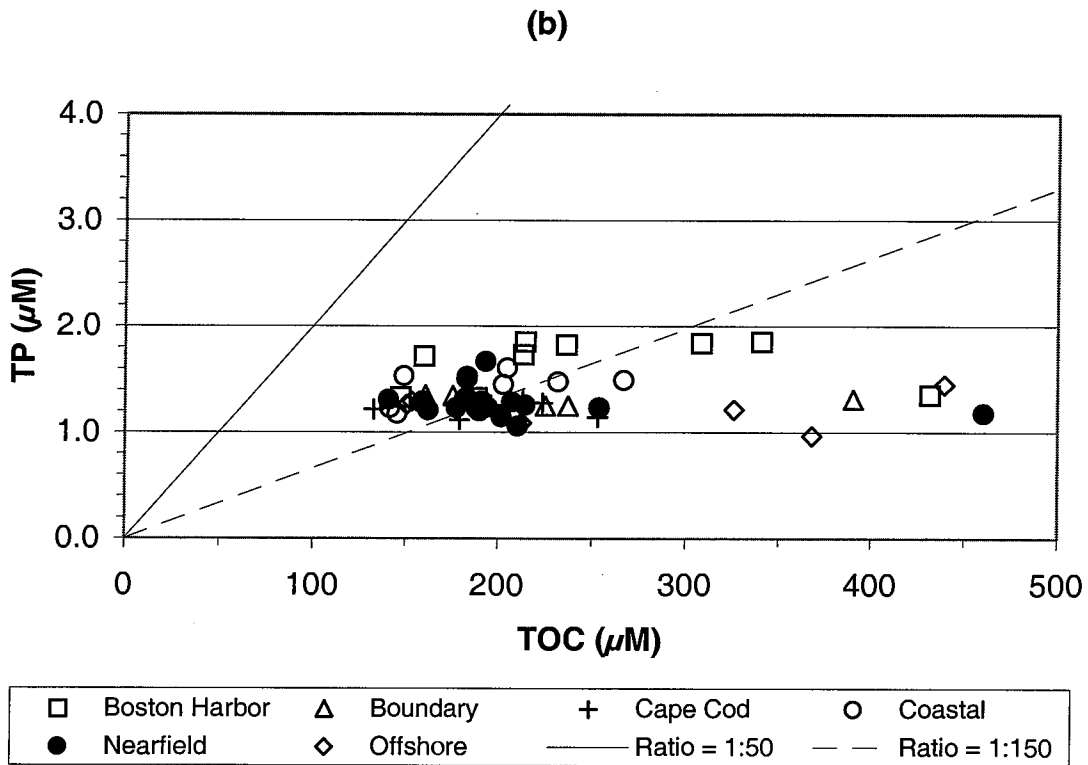 (b)
4.0
3.0
2.0
1.0
0.0
TP (µM)
0 100 200 300 400 500
TOC (µM)
Boston Harbor Boundary Cape Cod Coastal
Nearfield Offshore Ratio = 1:50 Ratio = 1:150